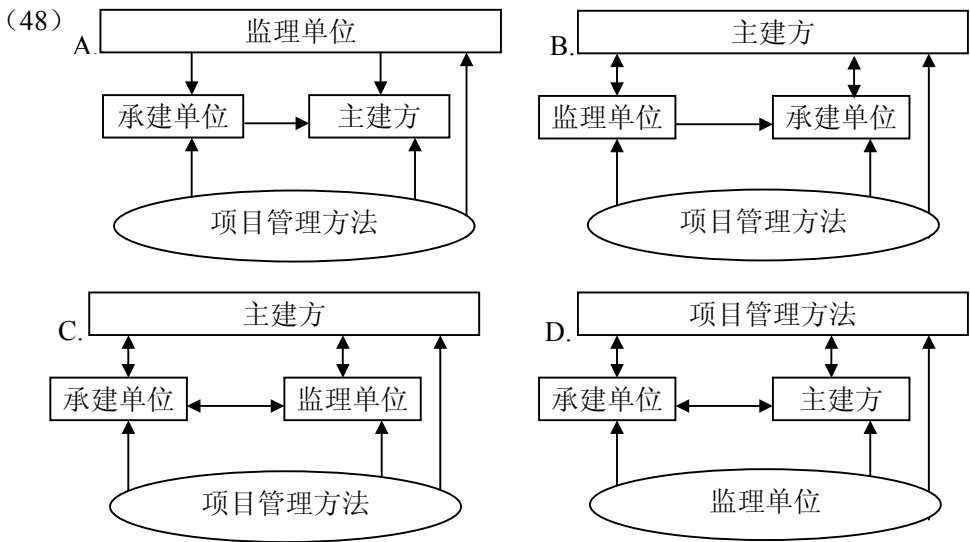 (48)
A. 监理单位
承建单位 主建方
项目管理方法
B. 主建方
监理单位 承建单位
项目管理方法
C. 主建方
承建单位 监理单位
项目管理方法
D. 项目管理方法
承建单位 主建方
监理单位